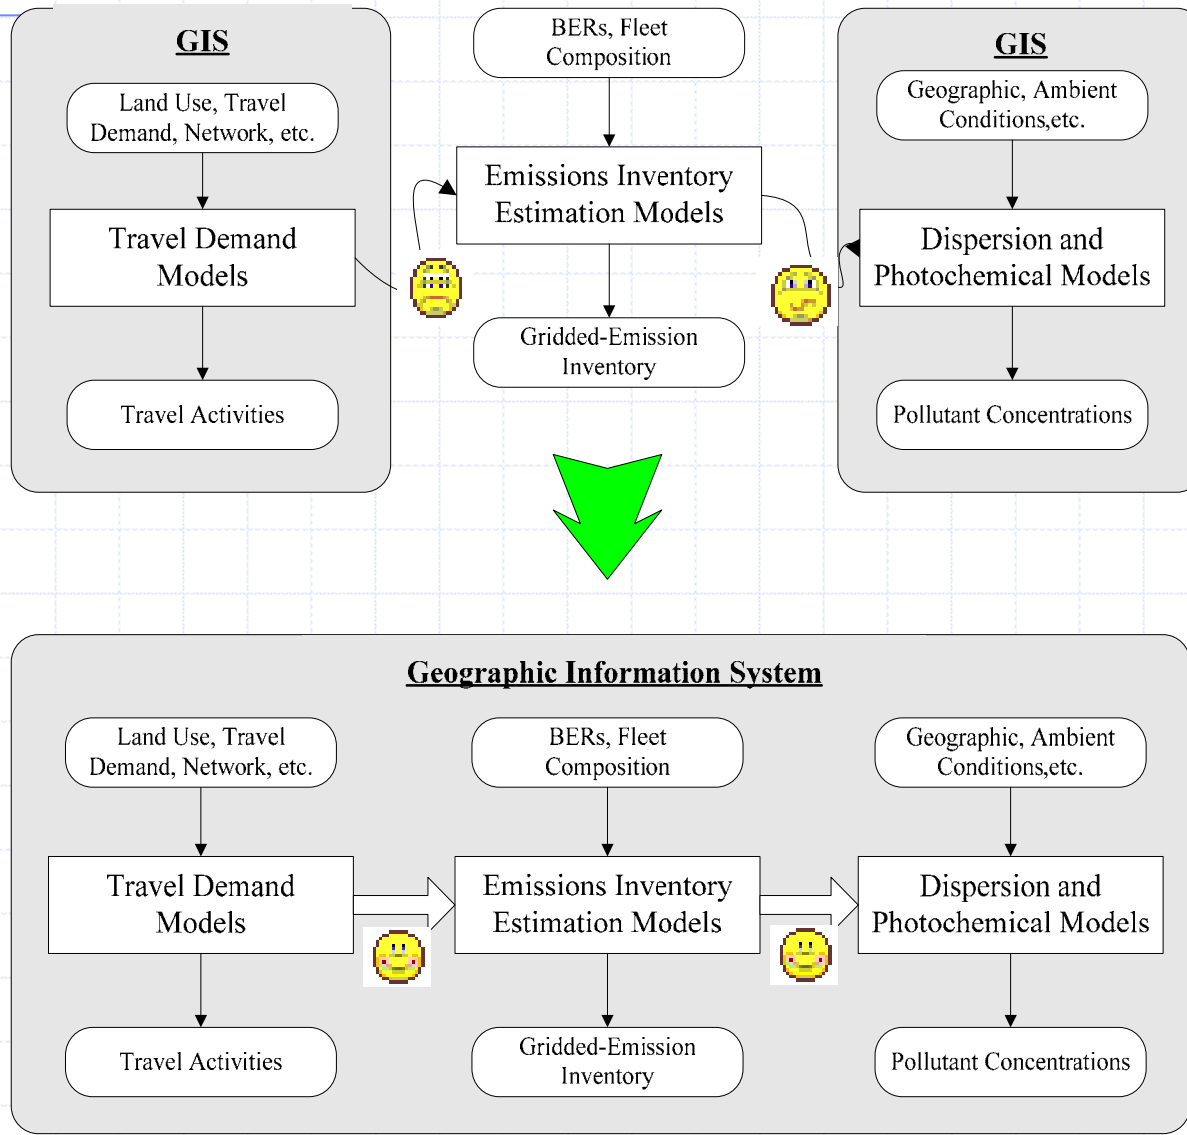 GIS
Land Use, Travel
Demand, Network, etc.
Travel Demand
Models
Travel Activities
BERs, Fleet
Composition
Emissions Inventory
Estimation Models
Gridded-Emission
Inventory
GIS
Geographic, Ambient
Conditions,etc.
Dispersion and
Photochemical Models
Pollutant Concentrations
Geographic Information System
Land Use, Travel
Demand, Network, etc.
Travel Demand
Models
Travel Activities
BERs, Fleet
Composition
Emissions Inventory
Estimation Models
Gridded-Emission
Inventory
Geographic, Ambient
Conditions,etc.
Dispersion and
Photochemical Models
Pollutant Concentrations